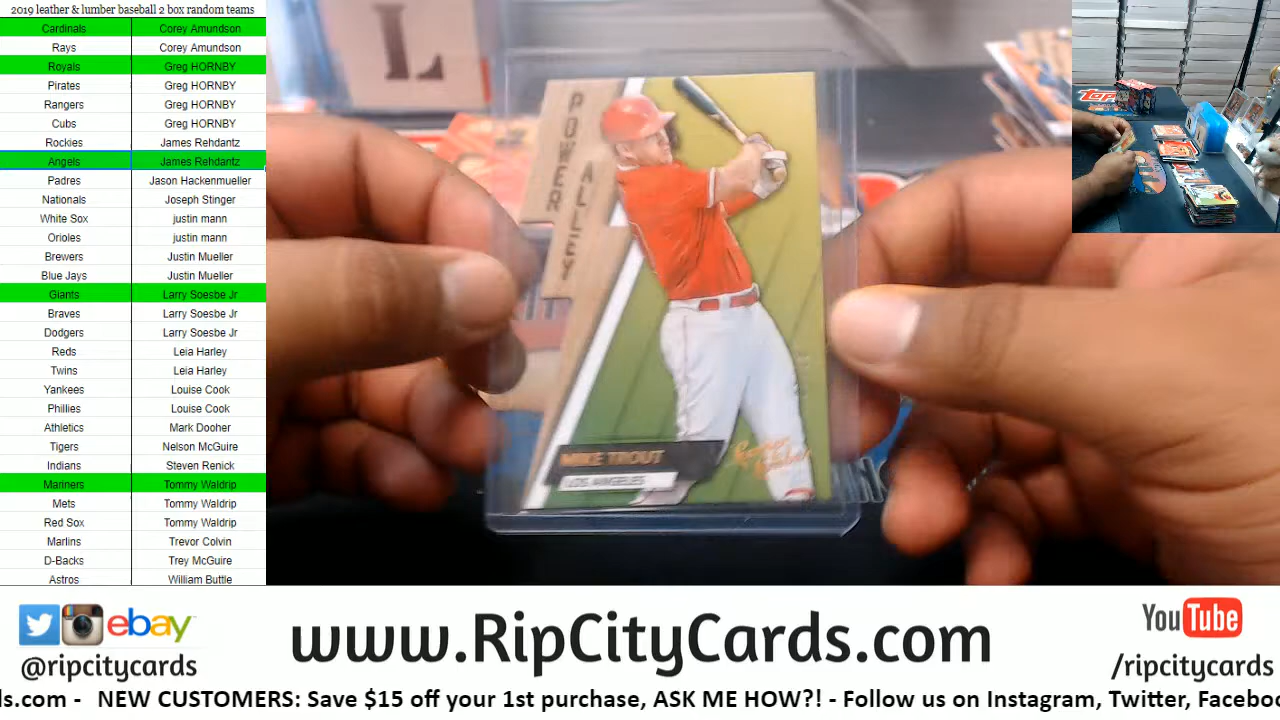 2019 leather & lumber baseball 2 box random teams
Cardinals Corey Amundson
Rays Corey Amundson
Royals Greg HORNBY
Pirates Greg HORNBY
Rangers Greg HORNBY
Cubs Greg HORNBY
Rockies James Rehdantz
Angels James Rehdantz
Padres Jason Hackenmueller
Nationals Joseph Stinger
White Sox justin mann
Orioles justin mann
Brewers Justin Mueller
Blue Jays Justin Mueller
Giants Larry Soesbe Jr
Braves Larry Soesbe Jr
Dodgers Larry Soesbe Jr
Reds Leia Harley
Twins Leia Harley
Yankees Louise Cook
Phillies Louise Cook
Athletics Mark Dooher
Tigers Nelson McGuire
Indians Steven Renick
Mariners Tommy Waldrip
Mets Tommy Waldrip
Red Sox Tommy Waldrip
Marlins Trevor Colvin
D-Backs Trey McGuire
Astros William Buttle
L
POWER
ALLEY
MIKE TROUT
LOS ANGELES
Leather
Lumber
TOPPS
ebay
@ripcitycards
www.RipCityCards.com
YouTube
/ripcitycards
ds.com - NEW CUSTOMERS: Save $15 off your 1st purchase, ASK ME HOW?! - Follow us on Instagram, Twitter, Facebo